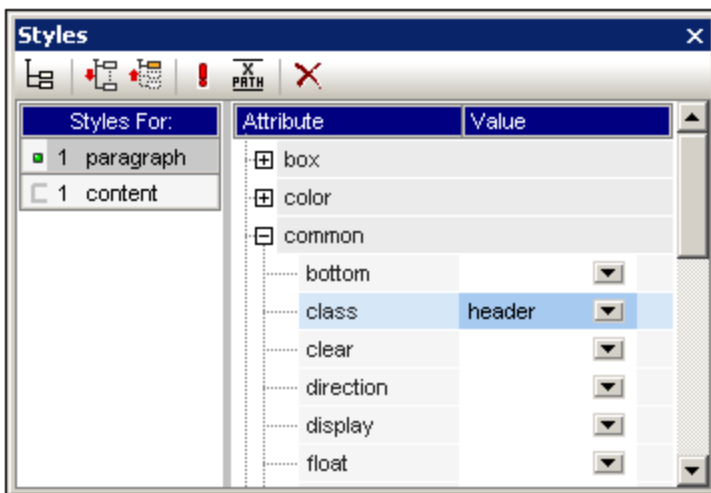 Styles
X
PATH
Styles For:
Attribute Value
1 paragraph
1 content
box
color
common
bottom
class header
clear
direction
display
float